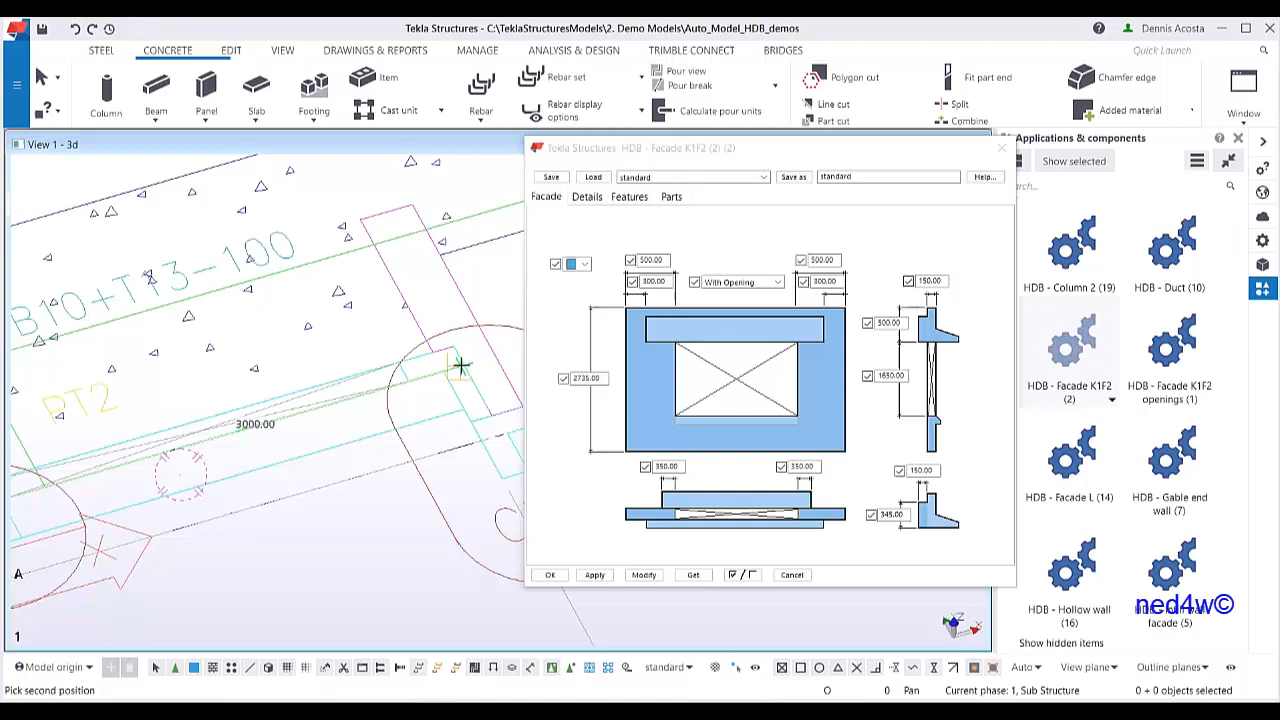 Tekla Structures - C:\TeklaStructuresModels\2. Demo Models\Auto_Model_HDB_demos
Dennis Acosta
STEEL CONCRETE EDIT VIEW DRAWINGS & REPORTS MANAGE ANALYSIS & DESIGN TRIMBLE CONNECT BRIDGES Quick Launch
Column
Beam
Panel
Slab
Footing
Item
Cast unit
Rebar
Rebar set
Rebar display
options
Pour view
Pour break
Calculate pour units
Polygon cut
Line cut
Part cut
Fit part end
Split
Combine
Chamfer edge
Added material
Window
View 1 - 3d
B10+T13-100
PT2
3000.00
A
1
Tekla Structures HDB - Facade K1F2 (2) (2)
Save Load standard Save as standard Help...
Facade Details Features Parts
500.00 500.00
300.00 With Opening 300.00 150.00
500.00
2735.00 1650.00
350.00 350.00 150.00
345.00
OK Apply Modify Get / Cancel
Applications & components
Show selected
HDB - Column 2 (19)
HDB - Duct (10)
HDB - Facade K1F2
(2)
HDB - Facade K1F2
openings (1)
HDB - Facade L (14)
HDB - Gable end
wall (7)
HDB - Hollow wall
(16)
facade (5)
ned4w©
Show hidden items
Model origin standard Auto View plane Outline planes
Pick second position O 0 Pan Current phase: 1, Sub Structure 0 + 0 objects selected